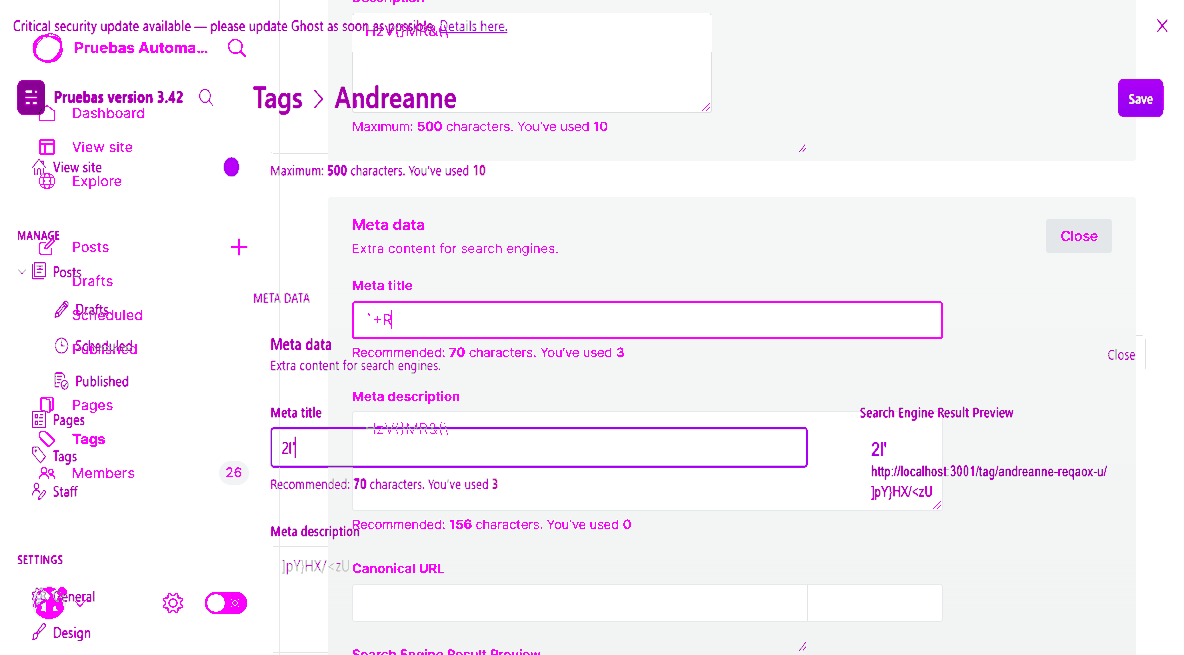 Description
Critical security update available — please update Ghost as soon as possible. Details here.
Pruebas Automa...
Pruebas version 3.42
Tags > Andreanne
Save
Dashboard
Maximum: 500 characters. You've used 10
View site
View site
Maximum: 500 characters. You've used 10
Explore
Meta data
MANAGE
Close
Posts
Extra content for search engines.
Posts
Drafts
Meta title
META DATA
Drafts
Scheduled
`+R
Scheduled
Published
Meta data
Recommended: 70 characters. You've used 3
Close
Extra content for search engines.
Published
Meta description
Pages
Meta title
Search Engine Result Preview
Pages
Tags
2l'
2l'
Tags
Members
26
http://localhost:3001/tag/andreanne-reqaox-u/
Recommended: 70 characters. You've used 3
Staff
]pY}HX/<zU
Recommended: 156 characters. You've used 0
Meta description
SETTINGS
]pY}HX/<zU
Canonical URL
General
Design
Search Engine Result Preview